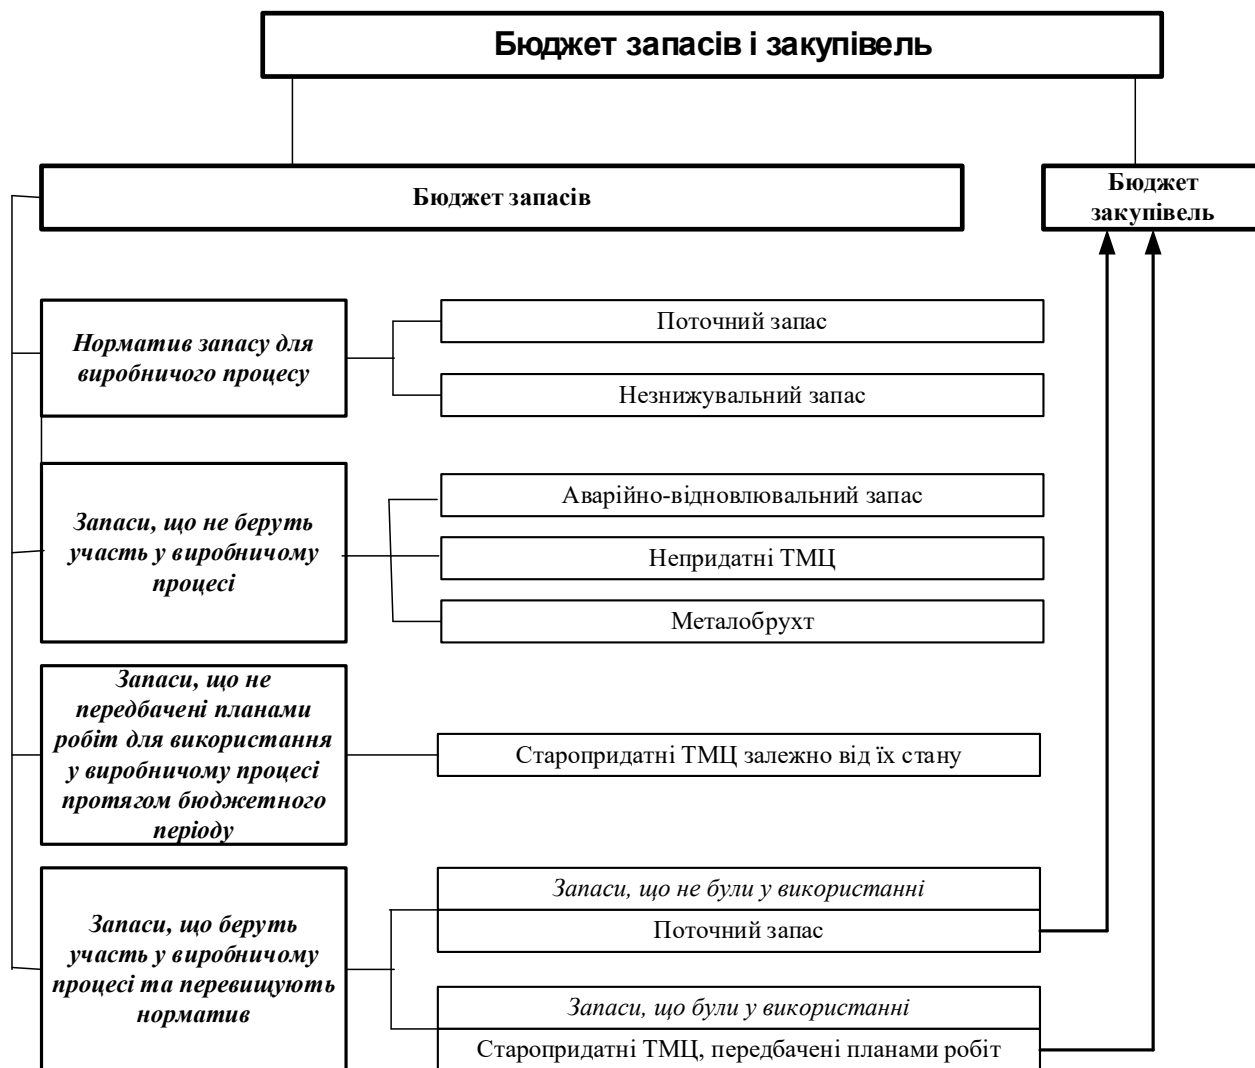 Бюджет запасів і закупівель
Бюджет запасів
Бюджет
закупівель
Норматив запасу для
виробничого процесу
Поточний запас
Незнижувальний запас
Запаси, що не беруть
участь у виробничому
процесі
Аварійно-відновлювальний запас
Непридатні ТМЦ
Металобрухт
Запаси, що не
передбачені планами
робіт для використання
у виробничому процесі
протягом бюджетного
періоду
Старопридатні ТМЦ залежно від їх стану
Запаси, що беруть
участь у виробничому
процесі та перевищують
норматив
Запаси, що не були у використанні
Поточний запас
Запаси, що були у використанні
Старопридатні ТМЦ, передбачені планами робіт